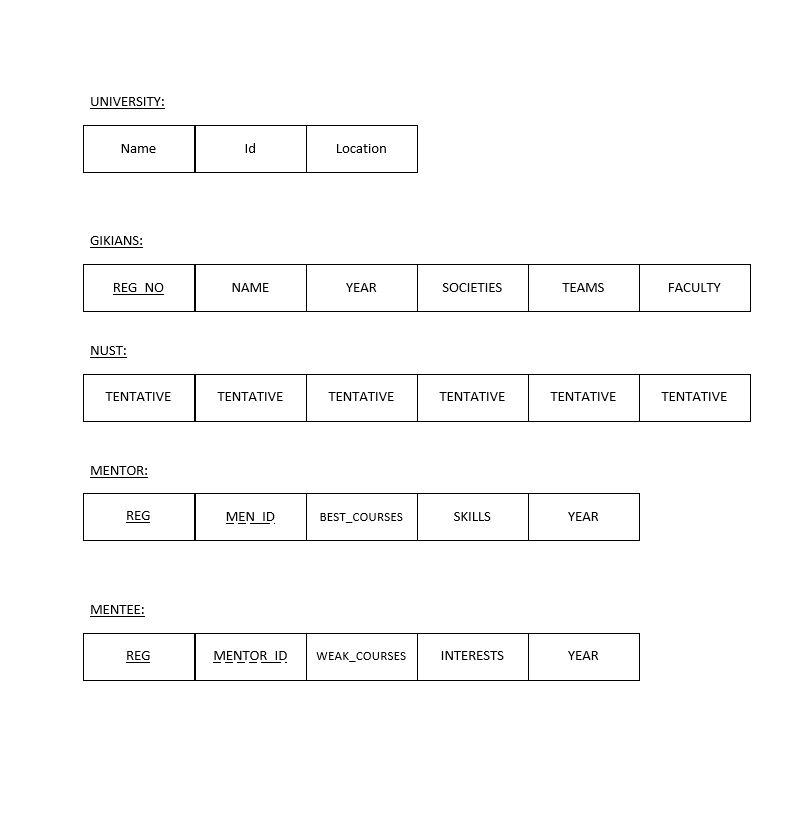 UNIVERSITY:
Name Id Location
GIKIANS:
REG_NO NAME YEAR SOCIETIES TEAMS FACULTY
NUST:
TENTATIVE TENTATIVE TENTATIVE TENTATIVE TENTATIVE TENTATIVE
MENTOR:
REG MEN_ID BEST_COURSES SKILLS YEAR
MENTEE:
REG MENTOR_ID WEAK_COURSES INTERESTS YEAR